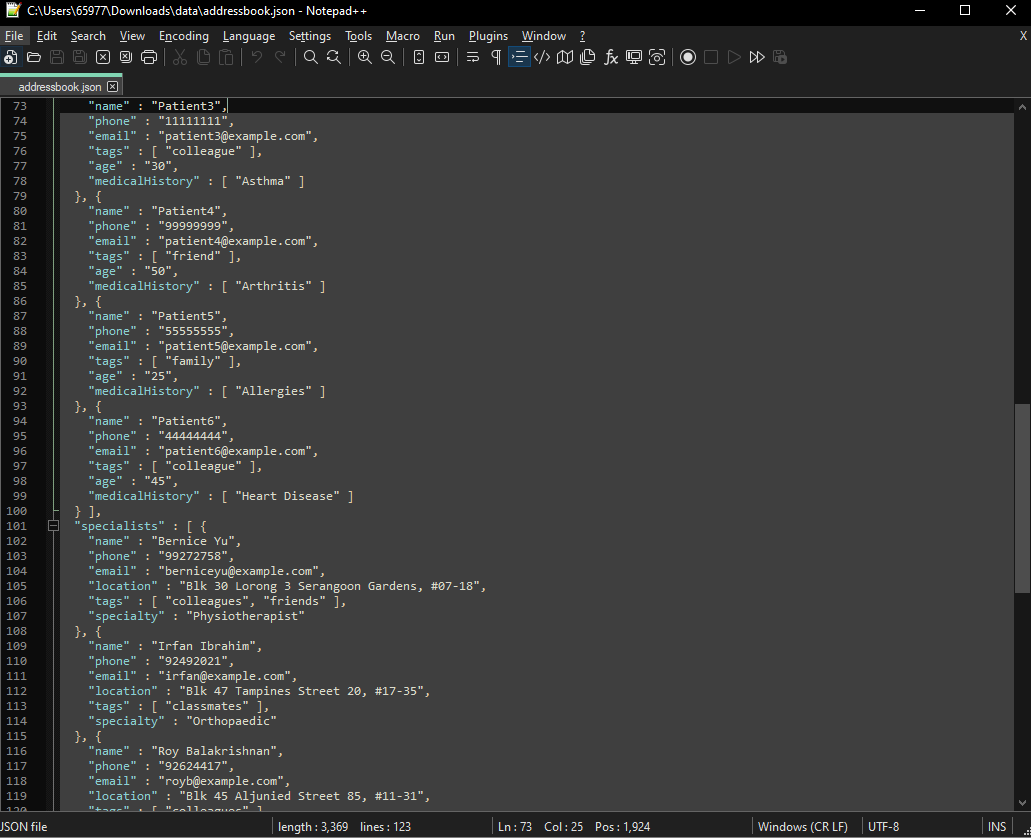 C:\Users\65977\Downloads\data\addressbook.json - Notepad++
File Edit Search View Encoding Language Settings Tools Macro Run Plugins Window ? X
addressbook.json
73 "name" : "Patient3",
74 "phone" : "11111111",
75 "email" : "patient3@example.com",
76 "tags" : [ "colleague" ],
77 "age" : "30",
78 "medicalHistory" : [ "Asthma" ]
79 }, {
80 "name" : "Patient4",
81 "phone" : "99999999",
82 "email" : "patient4@example.com",
83 "tags" : [ "friend" ],
84 "age" : "50",
85 "medicalHistory" : [ "Arthritis" ]
86 }, {
87 "name" : "Patient5",
88 "phone" : "55555555",
89 "email" : "patient5@example.com",
90 "tags" : [ "family" ],
91 "age" : "25",
92 "medicalHistory" : [ "Allergies" ]
93 }, {
94 "name" : "Patient6",
95 "phone" : "44444444",
96 "email" : "patient6@example.com",
97 "tags" : [ "colleague" ],
98 "age" : "45",
99 "medicalHistory" : [ "Heart Disease" ]
100 } ],
101 "specialists" : [ {
102 "name" : "Bernice Yu",
103 "phone" : "99272758",
104 "email" : "berniceyu@example.com",
105 "location" : "Blk 30 Lorong 3 Serangoon Gardens, #07-18",
106 "tags" : [ "colleagues", "friends" ],
107 "specialty" : "Physiotherapist"
108 }, {
109 "name" : "Irfan Ibrahim",
110 "phone" : "92492021",
111 "email" : "irfan@example.com",
112 "location" : "Blk 47 Tampines Street 20, #17-35",
113 "tags" : [ "classmates" ],
114 "specialty" : "Orthopaedic"
115 }, {
116 "name" : "Roy Balakrishnan",
117 "phone" : "92624417",
118 "email" : "royb@example.com",
119 "location" : "Blk 45 Aljunied Street 85, #11-31",
120 "tags" : [ "colleagues" ]
JSON file length : 3,369 lines : 123 Ln : 73 Col : 25 Pos : 1,924 Windows (CR LF) UTF-8 INS